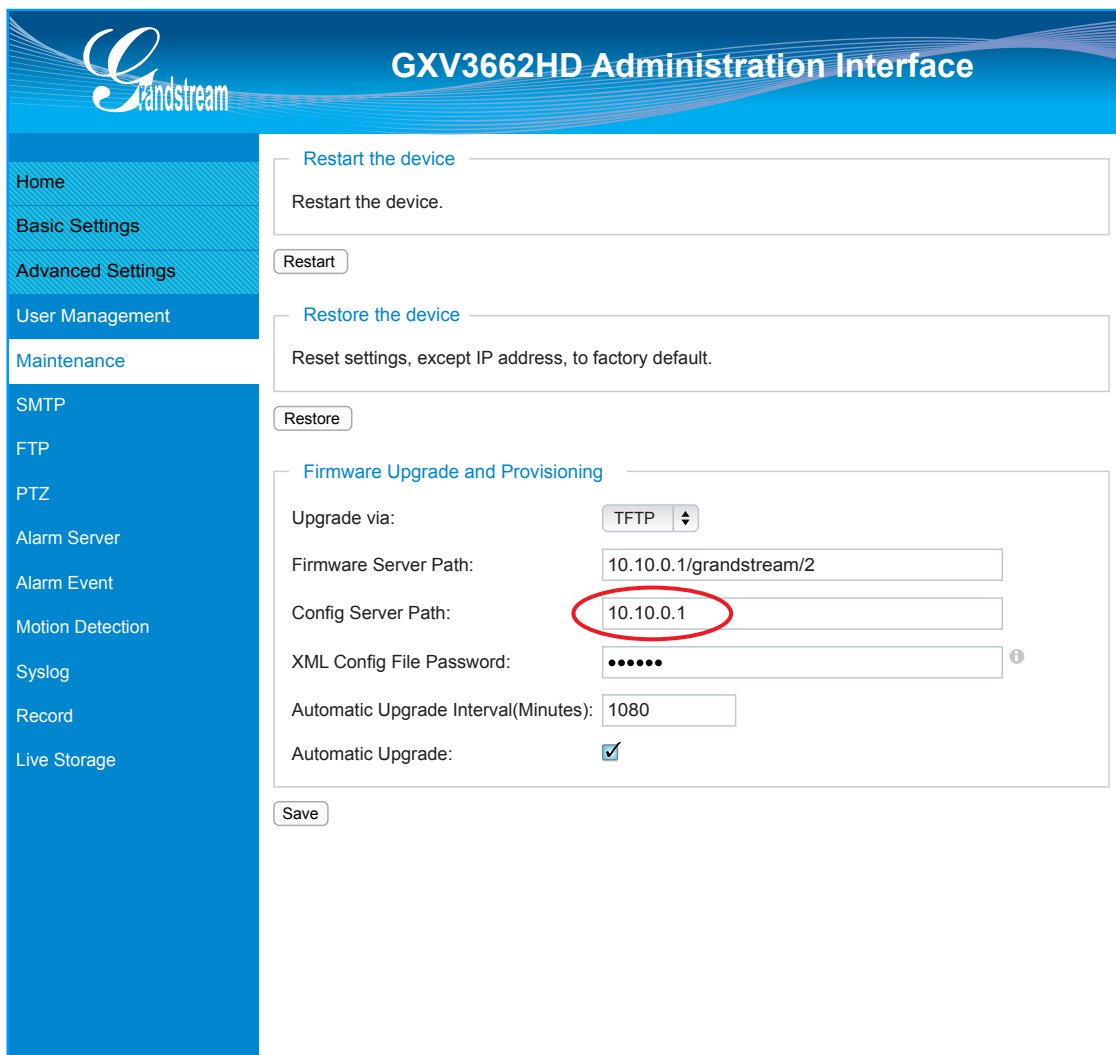 Grandstream
GXV3662HD Administration Interface
Home
Basic Settings
Advanced Settings
User Management
Maintenance
SMTP
FTP
PTZ
Alarm Server
Alarm Event
Motion Detection
Syslog
Record
Live Storage
Restart the device
Restart the device.
Restart
Restore the device
Reset settings, except IP address, to factory default.
Restore
Firmware Upgrade and Provisioning
Upgrade via: TFTP
Firmware Server Path: 10.10.0.1/grandstream/2
Config Server Path: 10.10.0.1
XML Config File Password: ••••••
Automatic Upgrade Interval(Minutes): 1080
Automatic Upgrade:
Save